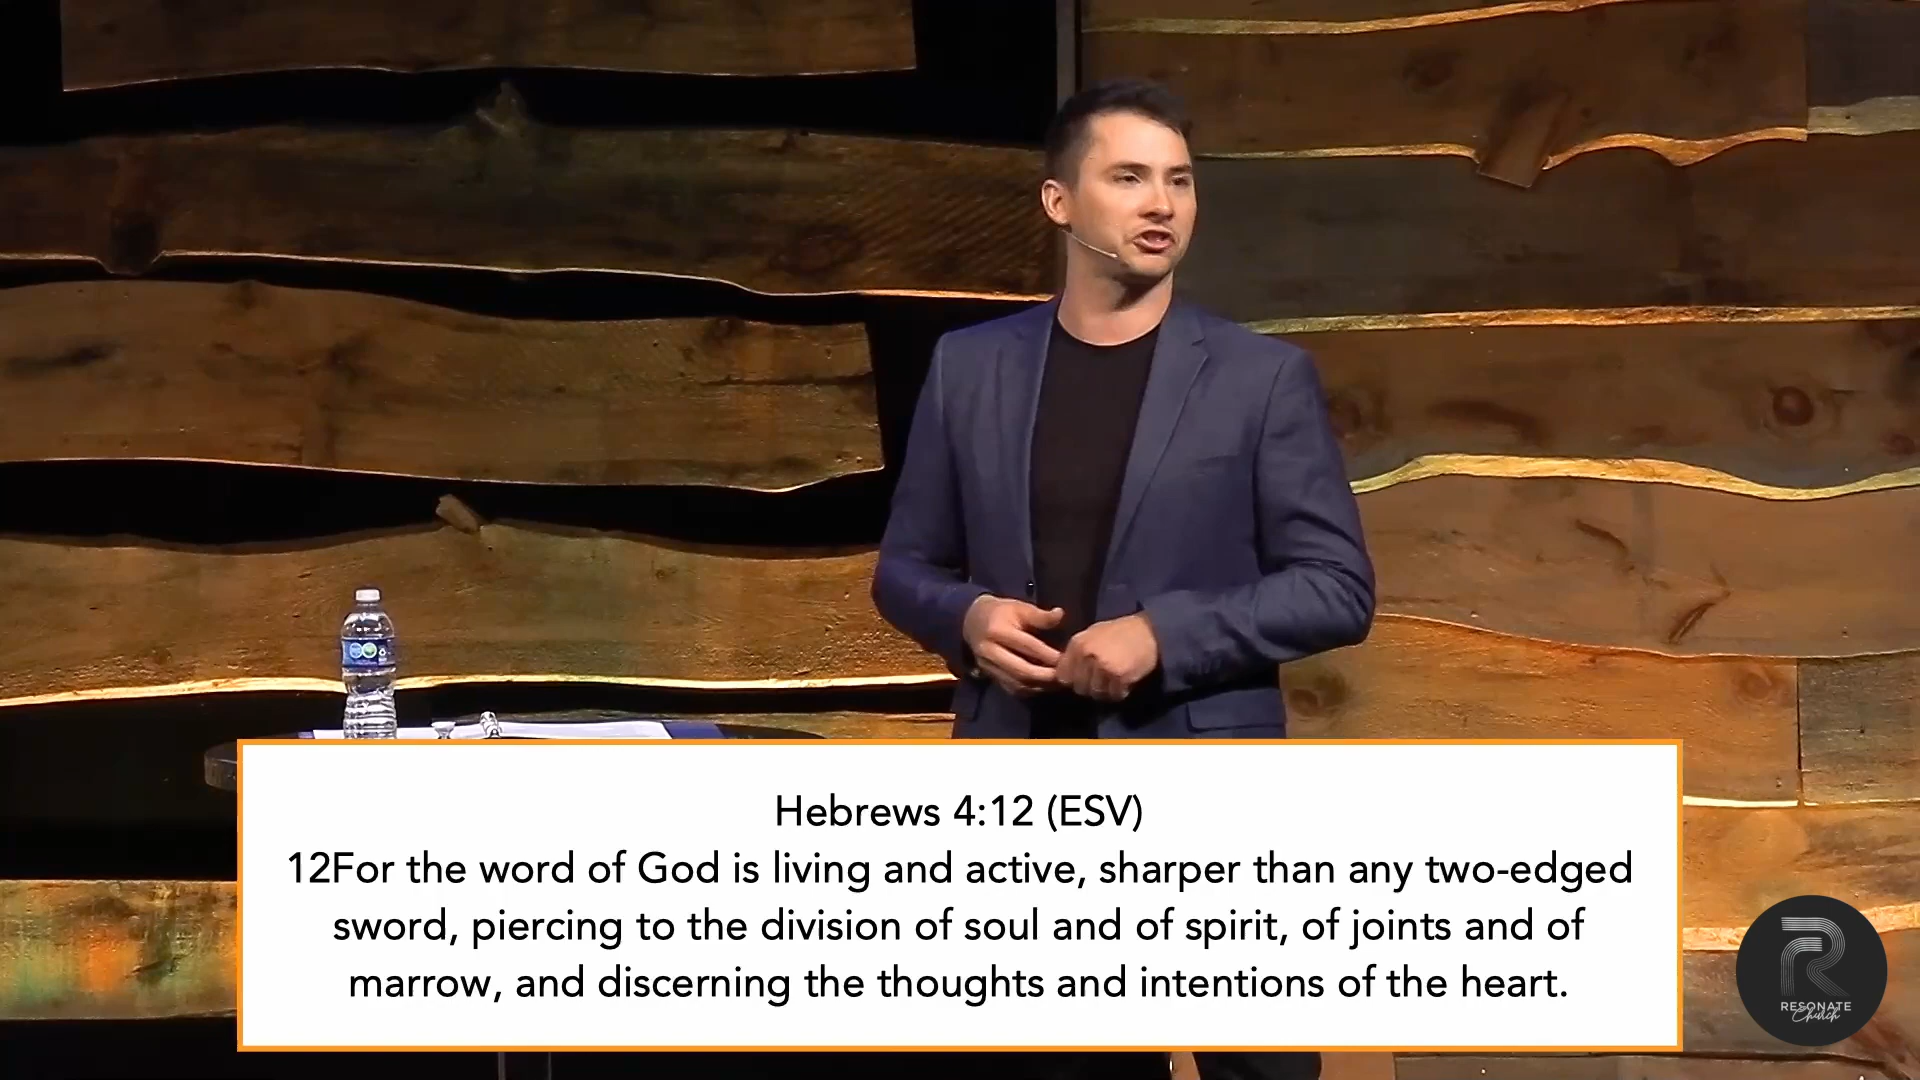 Hebrews 4:12 (ESV)
12For the word of God is living and active, sharper than any two-edged
sword, piercing to the division of soul and of spirit, of joints and of
marrow, and discerning the thoughts and intentions of the heart.
R
RESONATE
Church